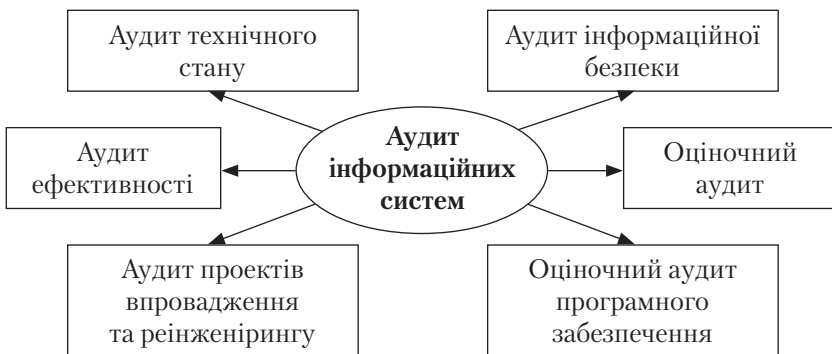 Аудит технічного
стану
Аудит інформаційної
безпеки
Аудит
інформаційних
систем
Аудит
ефективності
Оціночний
аудит
Аудит проектів
впровадження
та реінженірингу
Оціночний аудит
програмного
забезпечення